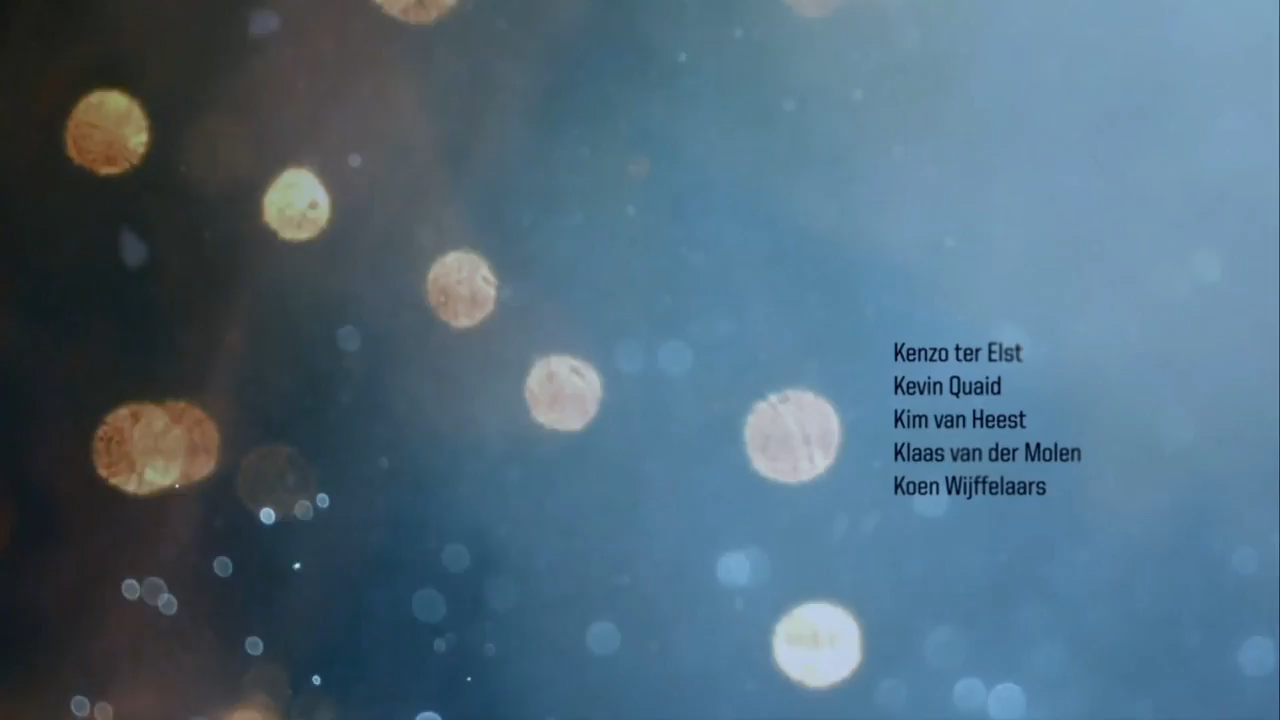 Kenzo ter Elst
Kevin Quaid
Kim van Heest
Klaas van der Molen
Koen Wijffelaars